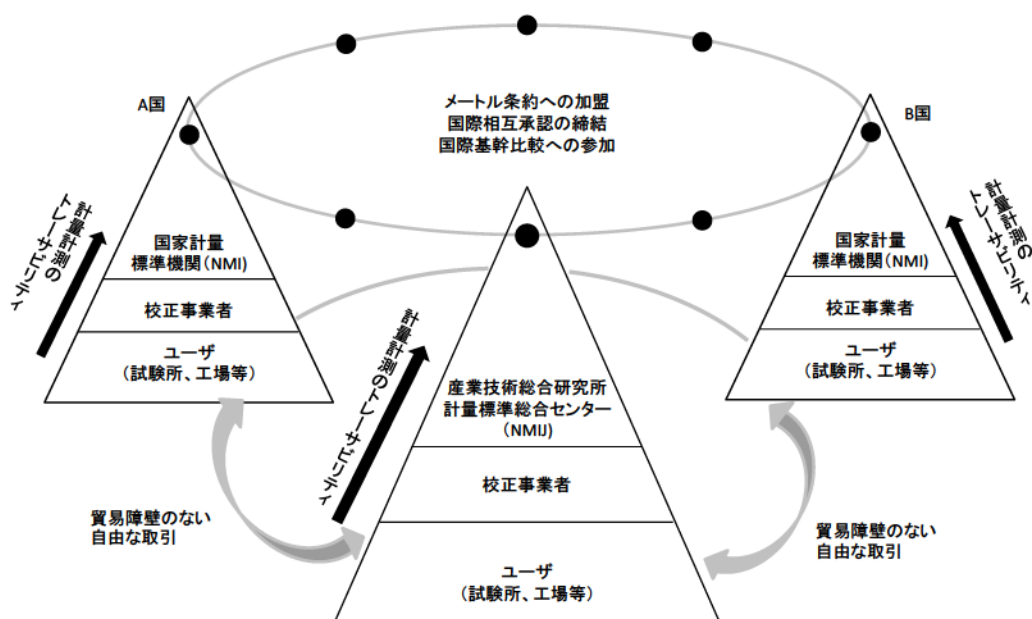 メートル条約への加盟
国際相互承認の締結
国際基幹比較への参加
A国
計量計測の
トレーサビリティ
国家計量
標準機関(NMI)
校正事業者
ユーザ
(試験所、工場等)
B国
計量計測の
トレーサビリティ
国家計量
標準機関(NMI)
校正事業者
ユーザ
(試験所、工場等)
計量計測のトレーサビリティ
産業技術総合研究所
計量標準総合センター
(NMIJ)
校正事業者
ユーザ
(試験所、工場等)
貿易障壁のない
自由な取引
貿易障壁のない
自由な取引